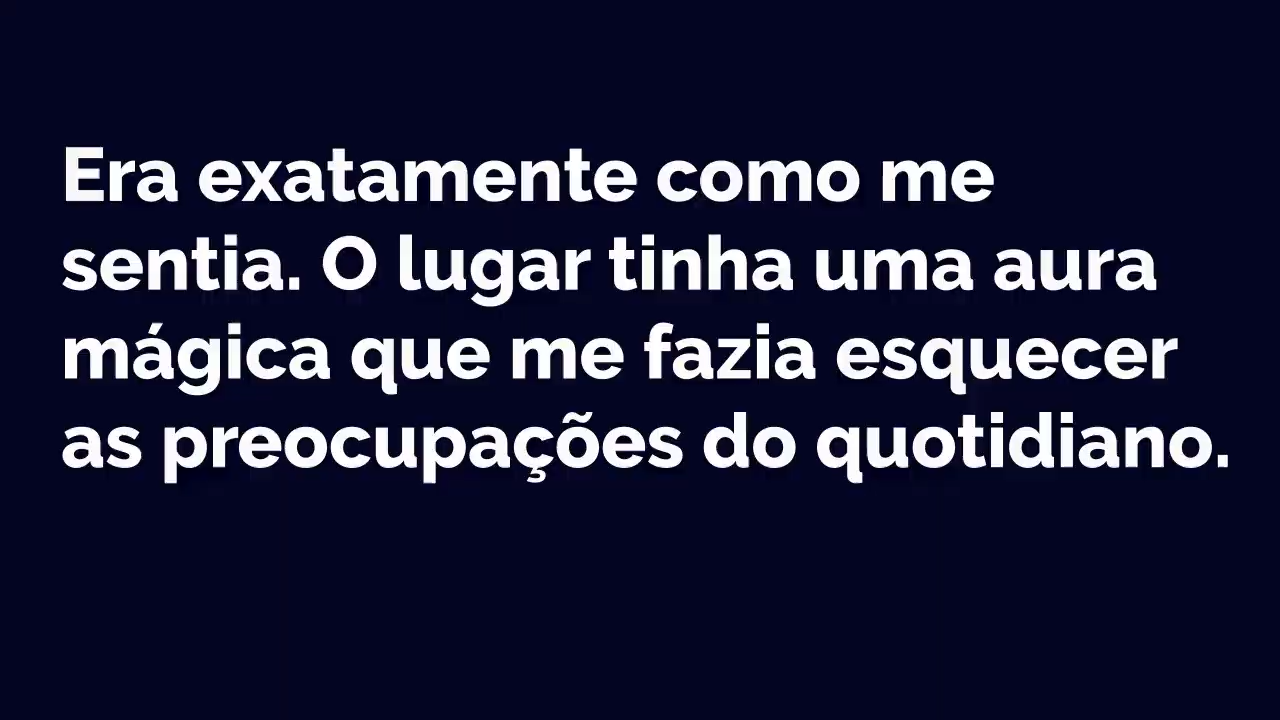 Era exatamente como me
sentia. O lugar tinha uma aura
mágica que me fazia esquecer
as preocupações do quotidiano.